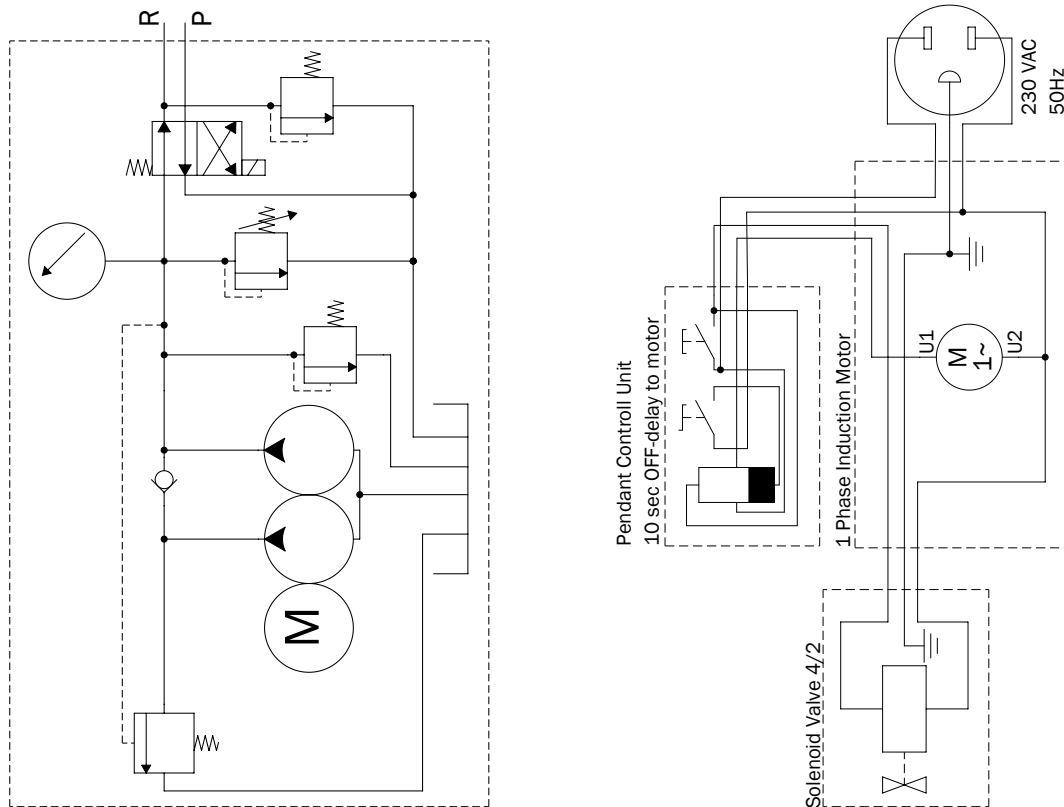 R
P
M
Pendant Controll Unit
10 sec OFF-delay to motor
1 Phase Induction Motor
Solenoid Valve 4/2
230 VAC
50Hz
U1
M
1~
U2